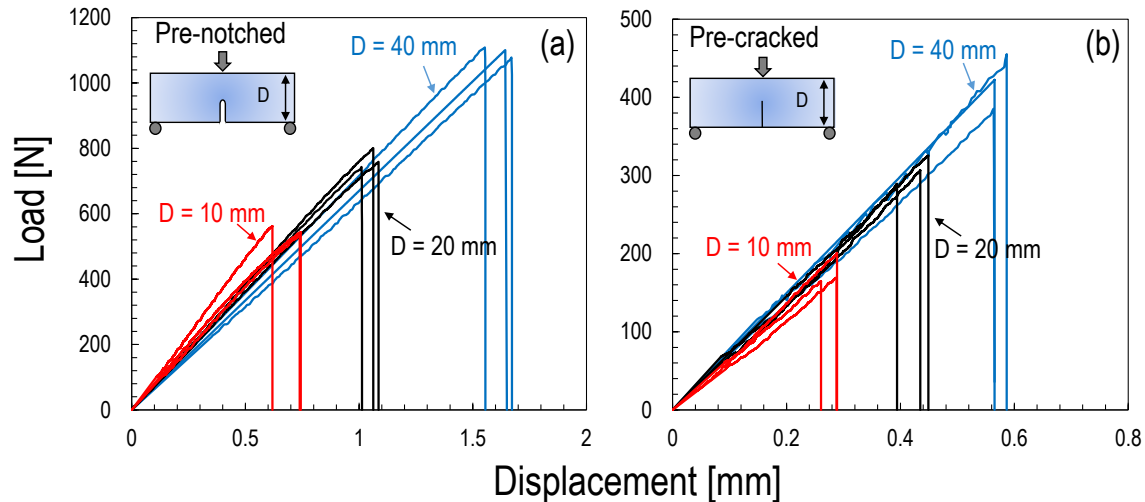 Load [N]
1200
1000
800
600
400
200
0
0
0.5
1
1.5
2
Pre-notched
D
D = 40 mm
(a)
D = 10 mm
D = 20 mm
500
400
300
200
100
0
0
0.2
0.4
0.6
0.8
Pre-cracked
D
D = 40 mm
(b)
D = 10 mm
D = 20 mm
Displacement [mm]